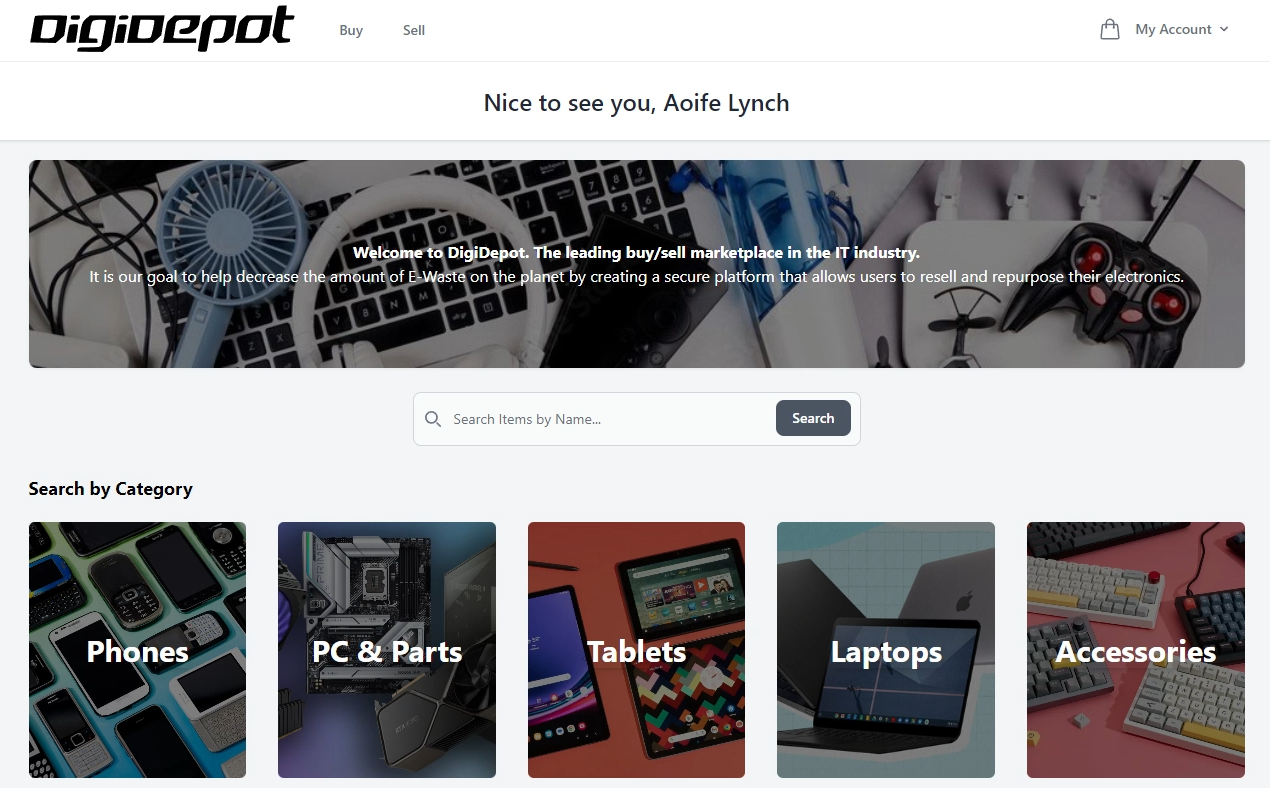 DigiDepot
Buy
Sell
My Account
Nice to see you, Aoife Lynch
Welcome to DigiDepot. The leading buy/sell marketplace in the IT industry.
It is our goal to help decrease the amount of E-Waste on the planet by creating a secure platform that allows users to resell and repurpose their electronics.
Search Items by Name...
Search
Search by Category
Phones
PC & Parts
Tablets
Laptops
Accessories